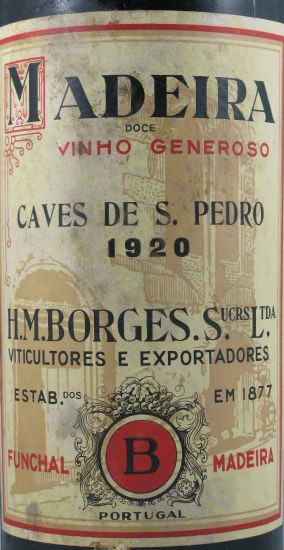 MADEIRA
DOCE
VINHO GENEROSO
CAVES DE S. PEDRO
1920
H.M.BORGES. SUCRS LTDA
VITICULTORES E EXPORTADORES
ESTAB.DOS EM 1877
FUNCHAL B MADEIRA
PORTUGAL